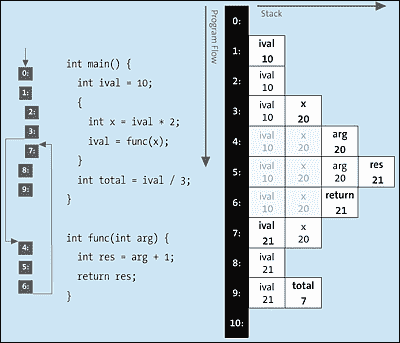 Program Flow
Stack
0:
1:
2:
3:
7:
8:
9:
4:
5:
6:
int main() {
int ival = 10;
{
int x = ival * 2;
ival = func(x);
}
int total = ival / 3;
}
int func(int arg) {
int res = arg + 1;
return res;
}
0:
1: ival
10
2: ival
10
3: ival x
10 20
4: ival x arg
10 20 20
5: ival x arg res
10 20 20 21
6: ival x return
10 20 21
7: ival x
21 20
8: ival
21
9: ival total
21 7
10: